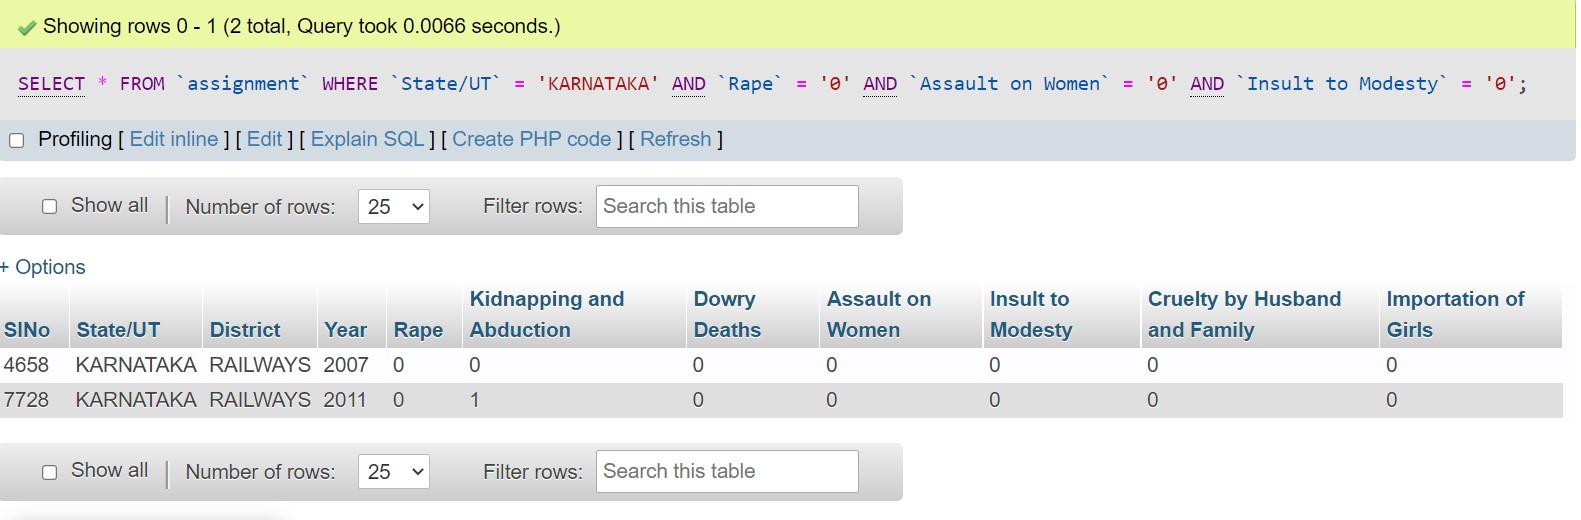 Showing rows 0 - 1 (2 total, Query took 0.0066 seconds.)
SELECT * FROM `assignment` WHERE `State/UT` = 'KARNATAKA' AND `Rape` = '0' AND `Assault on Women` = '0' AND `Insult to Modesty` = '0';
Profiling [ Edit inline ] [ Edit ] [ Explain SQL ] [ Create PHP code ] [ Refresh ]
Show all | Number of rows: 25 Filter rows: Search this table
+ Options
SlNo State/UT District Year Rape Kidnapping and Abduction Dowry Deaths Assault on Women Insult to Modesty Cruelty by Husband and Family Importation of Girls
4658 KARNATAKA RAILWAYS 2007 0 0 0 0 0 0 0
7728 KARNATAKA RAILWAYS 2011 0 1 0 0 0 0 0
Show all | Number of rows: 25 Filter rows: Search this table